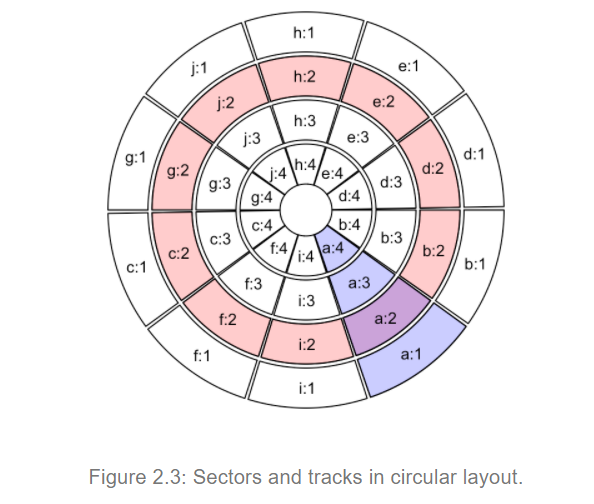 h:1
j:1
e:1
h:2
j:2
e:2
h:3
j:3
e:3
g:1
d:1
g:2
d:2
h:4
j:4
e:4
g:3
d:3
g:4
d:4
c:4
b:4
c:3
b:3
f:4
i:4
a:4
c:2
b:2
c:1
b:1
f:3
a:3
i:3
f:2
a:2
i:2
f:1
a:1
i:1
Figure 2.3: Sectors and tracks in circular layout.